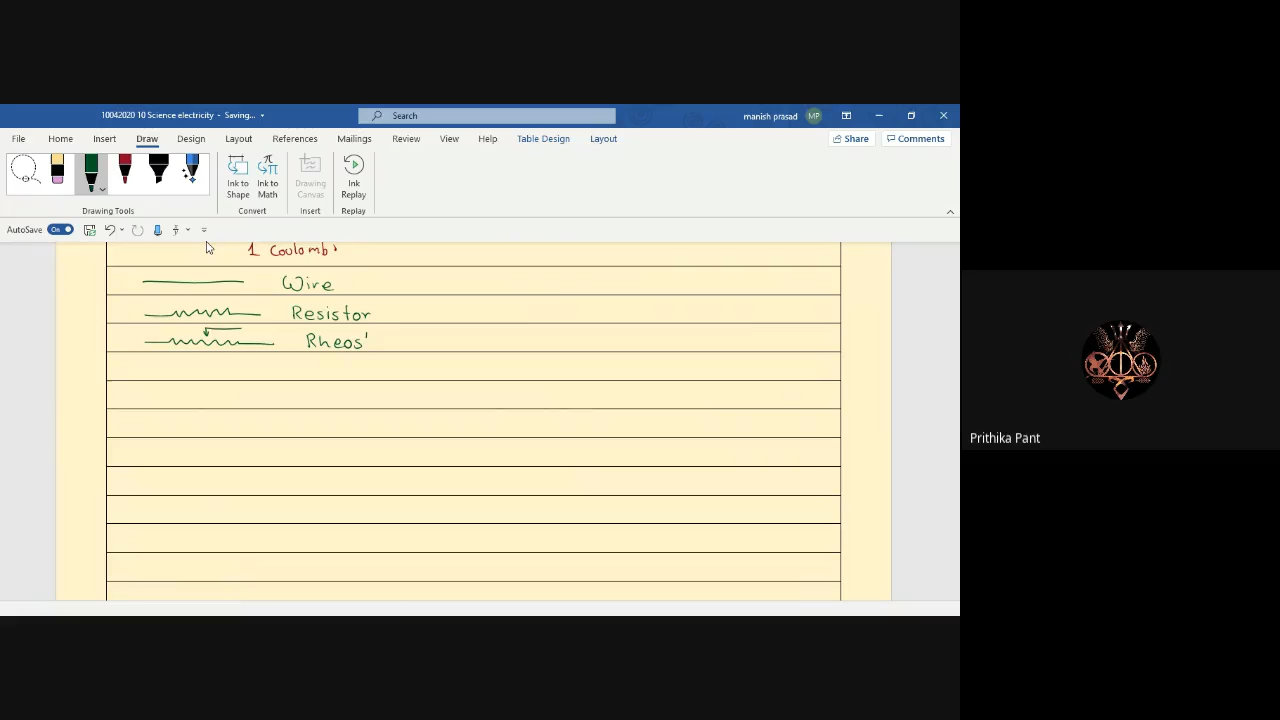 10042020 10 Science electricity - Saving...
Search
manish prasad MP
File Home Insert Draw Design Layout References Mailings Review View Help Table Design Layout
Share Comments
Ink to Shape
Ink to Math
Drawing Canvas
Ink Replay
Drawing Tools Convert Insert Replay
AutoSave On
1 Coulomb
Wire
Resistor
Rheos'
Prithika Pant